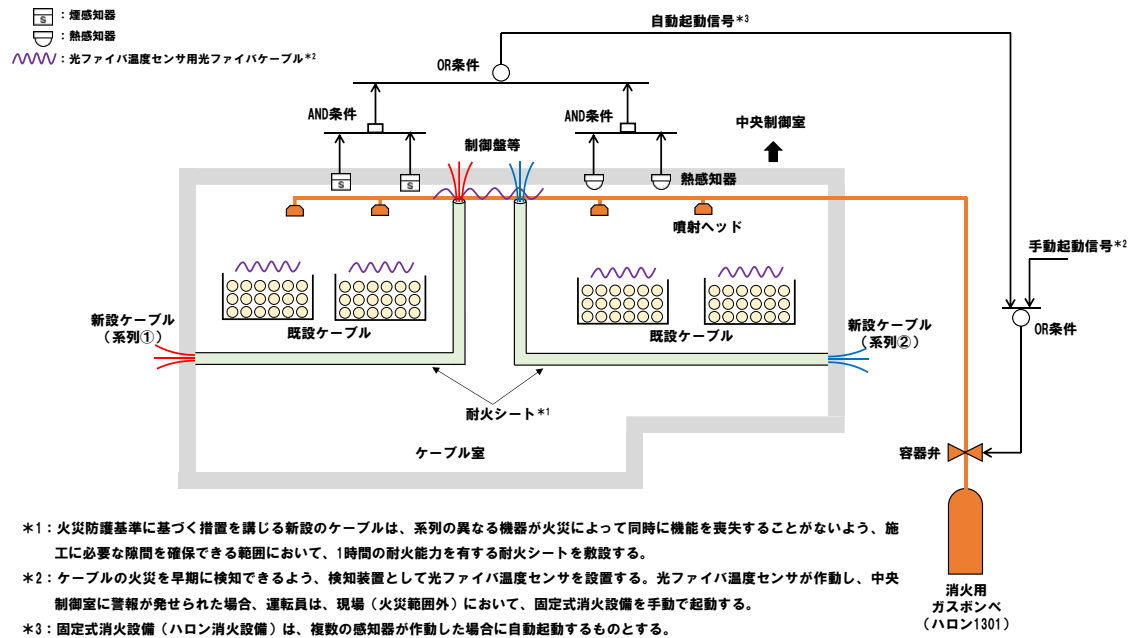 S：煙感知器
：熱感知器
：光ファイバ温度センサ用光ファイバケーブル*2
自動起動信号*3
OR条件
AND条件
AND条件
中央制御室
制御盤等
S
S
熱感知器
噴射ヘッド
手動起動信号*2
新設ケーブル
（系列①）
既設ケーブル
既設ケーブル
新設ケーブル
（系列②）
OR条件
耐火シート*1
ケーブル室
容器弁
消火用
ガスボンベ
（ハロン1301）
＊1：火災防護基準に基づく措置を講じる新設のケーブルは、系列の異なる機器が火災によって同時に機能を喪失することがないよう、施
工に必要な隙間を確保できる範囲において、1時間の耐火能力を有する耐火シートを敷設する。
＊2：ケーブルの火災を早期に検知できるよう、検知装置として光ファイバ温度センサを設置する。光ファイバ温度センサが作動し、中央
制御室に警報が発せられた場合、運転員は、現場（火災範囲外）において、固定式消火設備を手動で起動する。
＊3：固定式消火設備（ハロン消火設備）は、複数の感知器が作動した場合に自動起動するものとする。